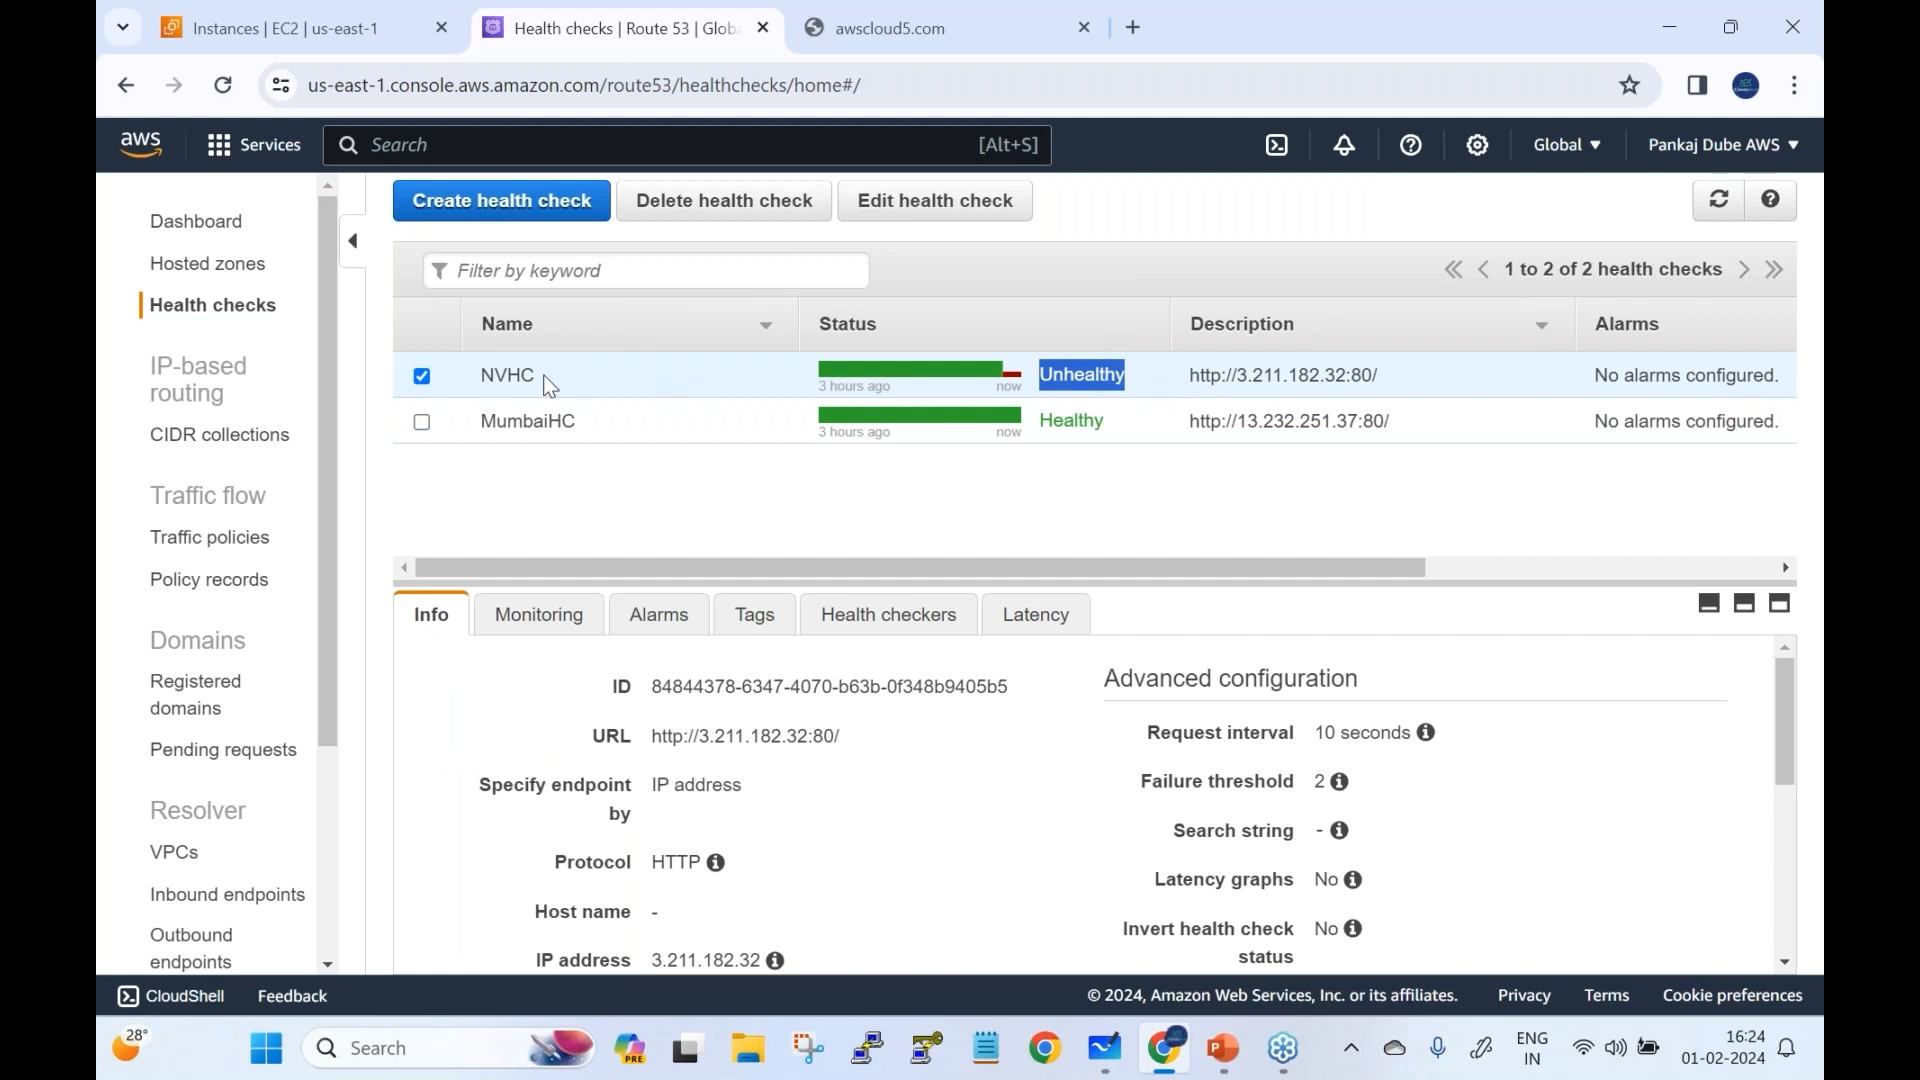 Instances | EC2 | us-east-1
Health checks | Route 53 | Glob
awscloud5.com
us-east-1.console.aws.amazon.com/route53/healthchecks/home#/
aws
Services
Search
[Alt+S]
Global
Pankaj Dube AWS
Dashboard
Hosted zones
Health checks
IP-based
routing
CIDR collections
Traffic flow
Traffic policies
Policy records
Domains
Registered
domains
Pending requests
Resolver
VPCs
Inbound endpoints
Outbound
endpoints
Create health check
Delete health check
Edit health check
Filter by keyword
1 to 2 of 2 health checks
Name Status Description Alarms
NVHC 3 hours ago now Unhealthy http://3.211.182.32:80/ No alarms configured.
MumbaiHC 3 hours ago now Healthy http://13.232.251.37:80/ No alarms configured.
Info Monitoring Alarms Tags Health checkers Latency
ID 84844378-6347-4070-b63b-0f348b9405b5
URL http://3.211.182.32:80/
Specify endpoint IP address
by
Protocol HTTP
Host name -
IP address 3.211.182.32
Advanced configuration
Request interval 10 seconds
Failure threshold 2
Search string -
Latency graphs No
Invert health check No
status
CloudShell
Feedback
© 2024, Amazon Web Services, Inc. or its affiliates.
Privacy
Terms
Cookie preferences
28°
Search
PRE
ENG
IN
16:24
01-02-2024